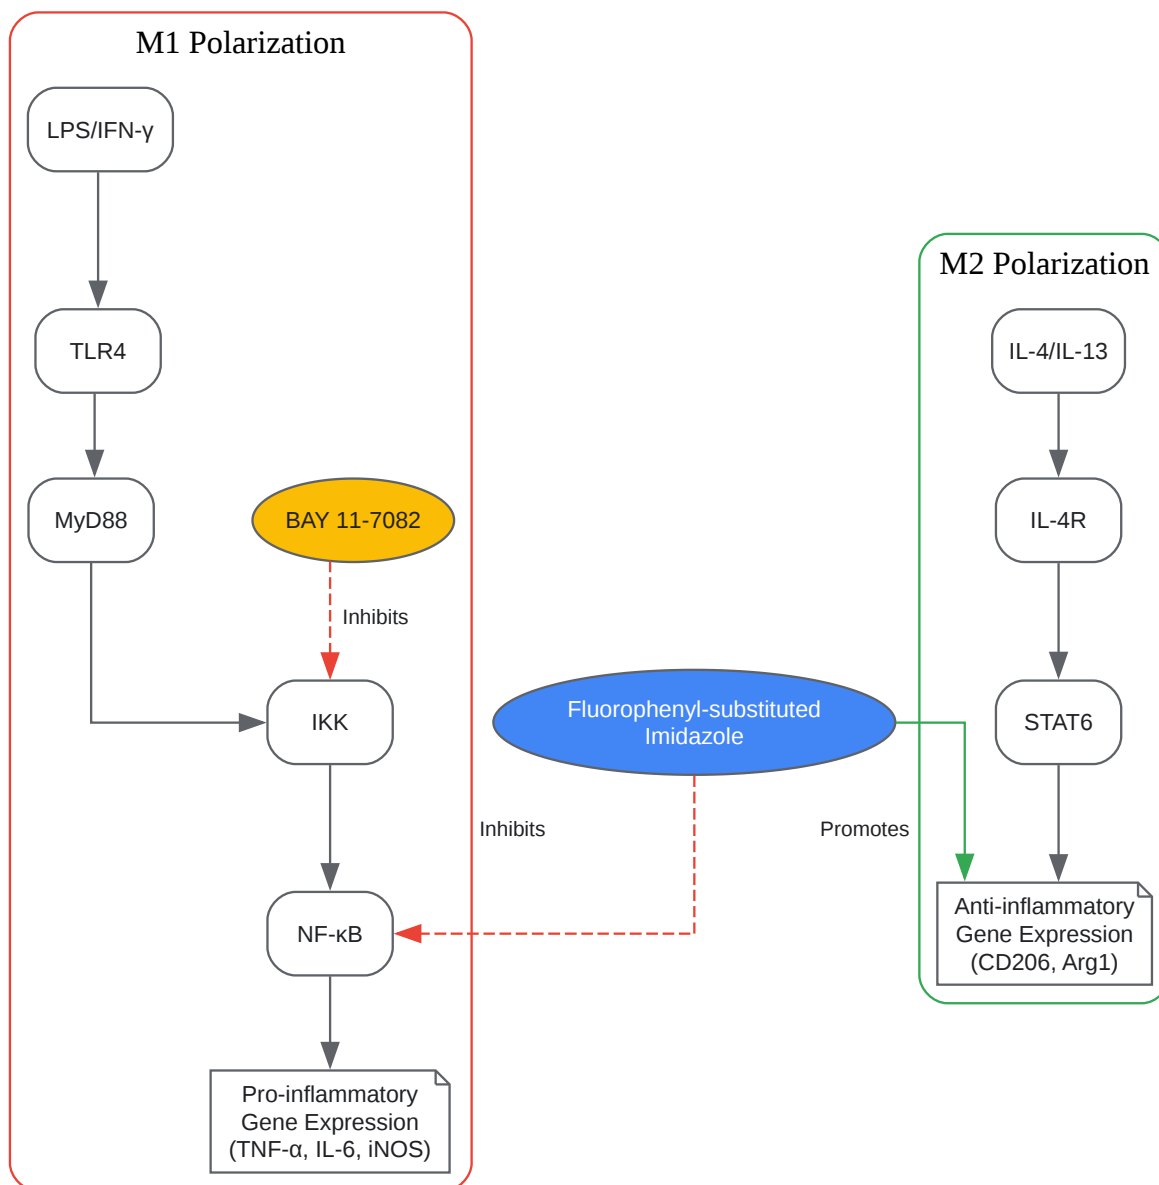 M1 Polarization
LPS/IFN-γ
TLR4
MyD88
BAY 11-7082
Inhibits
IKK
NF-κB
Pro-inflammatory
Gene Expression
(TNF-α, IL-6, iNOS)
Fluorophenyl-substituted
Imidazole
Inhibits
Promotes
M2 Polarization
IL-4/IL-13
IL-4R
STAT6
Anti-inflammatory
Gene Expression
(CD206, Arg1)